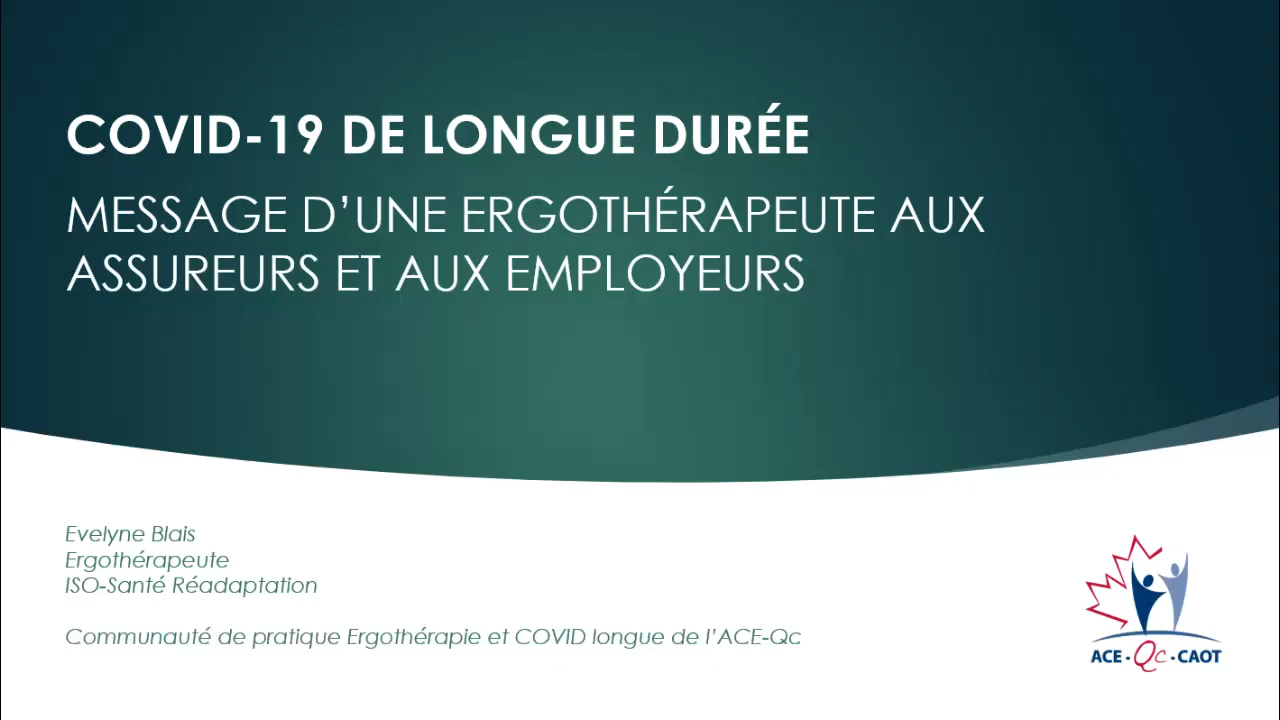 COVID-19 DE LONGUE DURÉE
MESSAGE D’UNE ERGOTHÉRAPEUTE AUX
ASSUREURS ET AUX EMPLOYEURS
Evelyne Blais
Ergothérapeute
ISO-Santé Réadaptation
Communauté de pratique Ergothérapie et COVID longue de l’ACE-Qc
ACE · Qc · CAOT